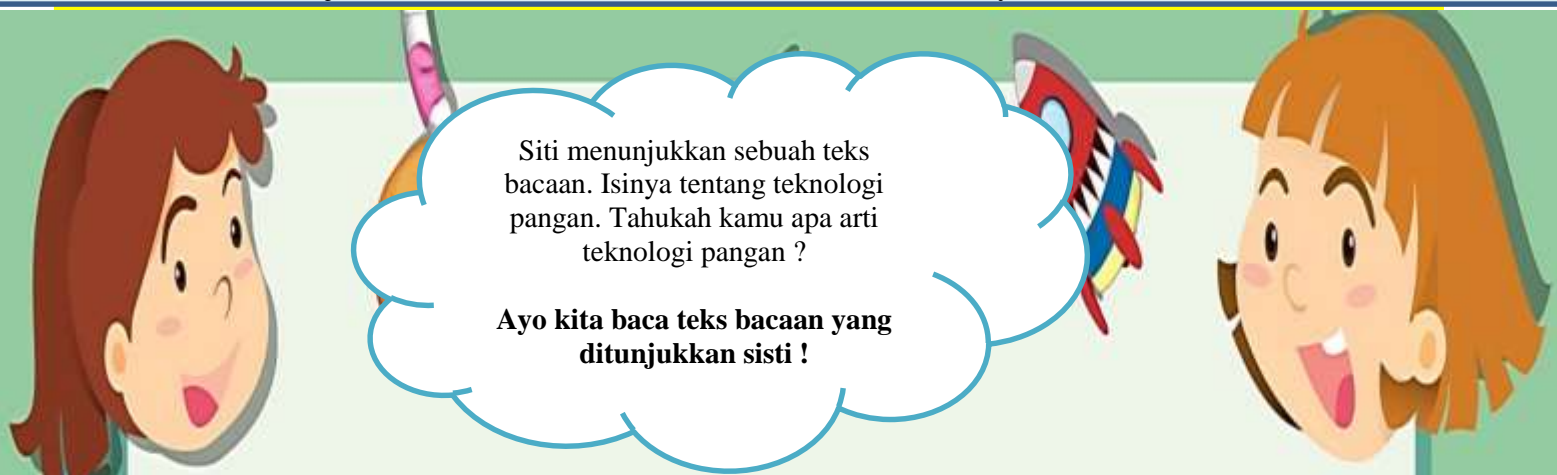 Siti menunjukkan sebuah teks
bacaan. Isinya tentang teknologi
pangan. Tahukah kamu apa arti
teknologi pangan ?
Ayo kita baca teks bacaan yang
ditunjukkan sisti !